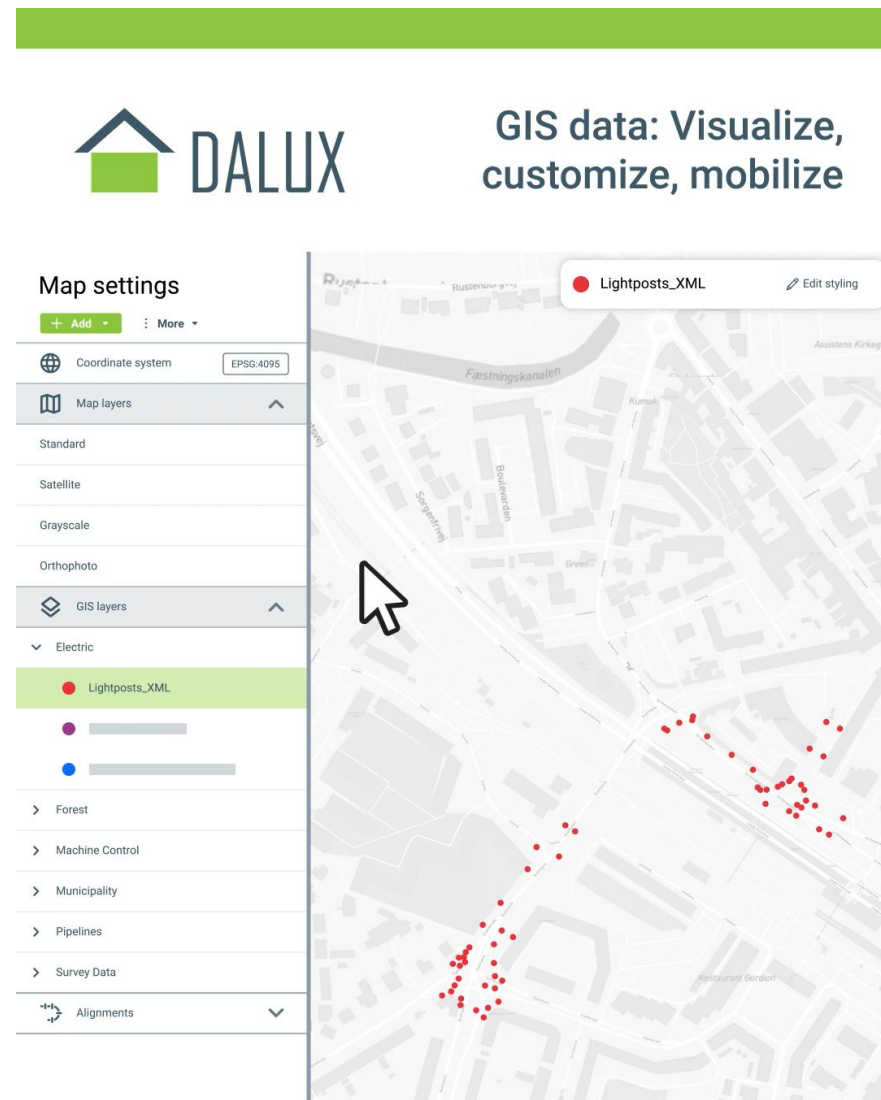 DALUX
GIS data: Visualize,
customize, mobilize
Map settings
+ Add
More
Coordinate system
EPSG:4095
Map layers
Standard
Satellite
Grayscale
Orthophoto
GIS layers
Electric
Lightposts_XML
Forest
Machine Control
Municipality
Pipelines
Survey Data
Alignments
Lightposts_XML
Edit styling
Assistens Kirkeg
Fæstningskanalen
Boulevarden
Sorgenfrivej
Restaurant Gordion